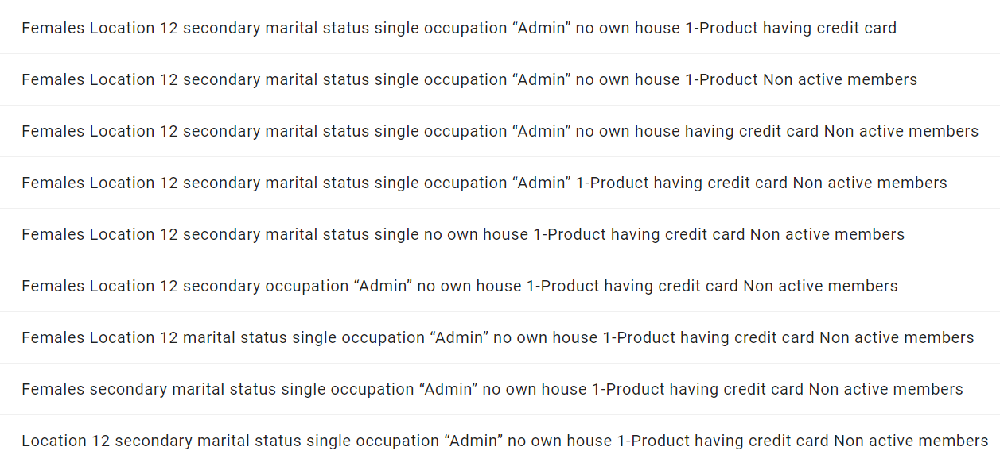 Females Location 12 secondary marital status single occupation “Admin” no own house 1-Product having credit card
Females Location 12 secondary marital status single occupation “Admin” no own house 1-Product Non active members
Females Location 12 secondary marital status single occupation “Admin” no own house having credit card Non active members
Females Location 12 secondary marital status single occupation “Admin” 1-Product having credit card Non active members
Females Location 12 secondary marital status single no own house 1-Product having credit card Non active members
Females Location 12 secondary occupation “Admin” no own house 1-Product having credit card Non active members
Females Location 12 marital status single occupation “Admin” no own house 1-Product having credit card Non active members
Females secondary marital status single occupation “Admin” no own house 1-Product having credit card Non active members
Location 12 secondary marital status single occupation “Admin” no own house 1-Product having credit card Non active members